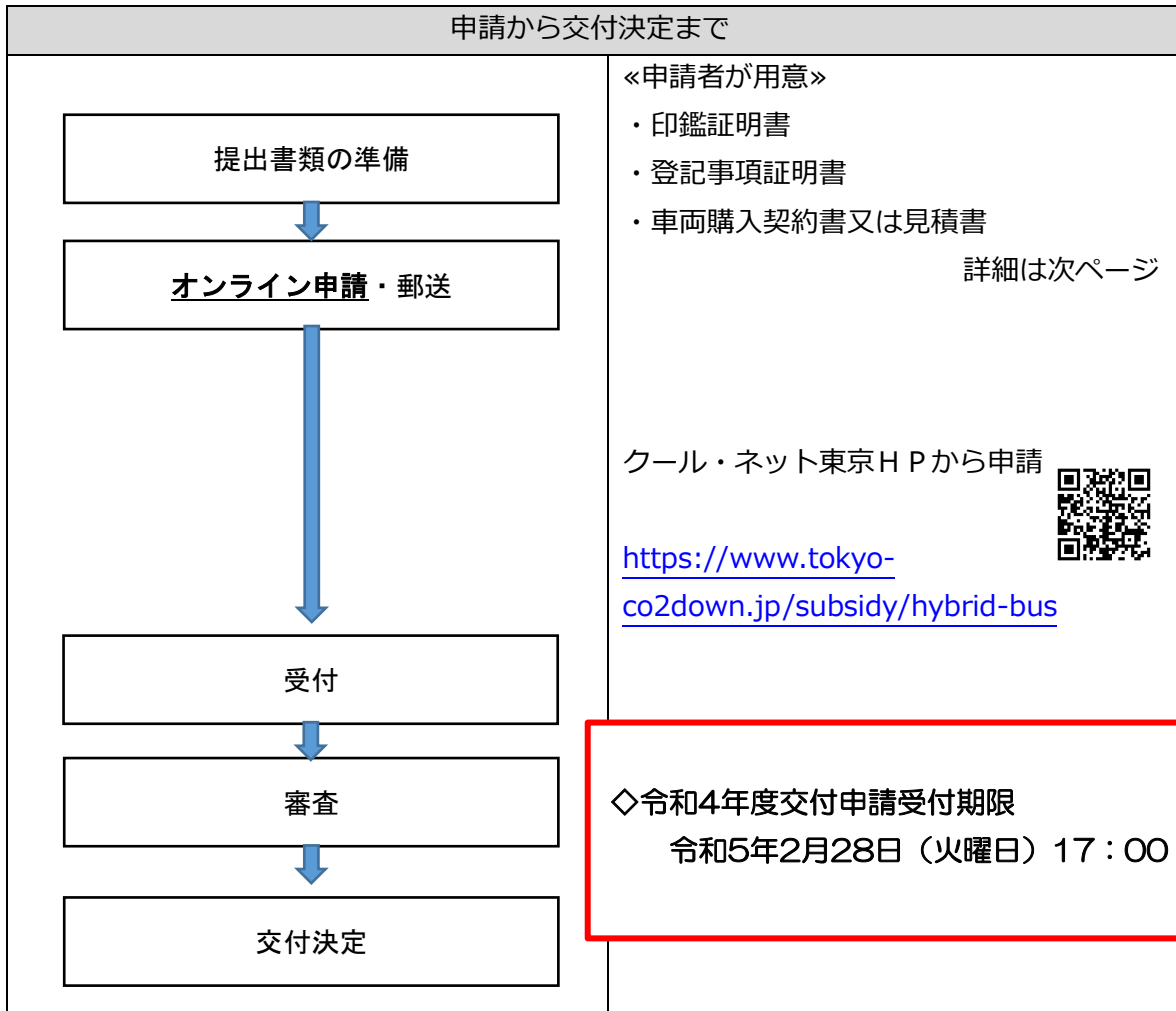 申請から交付決定まで
提出書類の準備
オンライン申請・郵送
受付
審査
交付決定
≪申請者が用意≫
・印鑑証明書
・登記事項証明書
・車両購入契約書又は見積書
詳細は次ページ
クール・ネット東京ＨＰから申請
https://www.tokyo-
co2down.jp/subsidy/hybrid-bus
◇令和4年度交付申請受付期限
令和5年2月28日（火曜日）17：00